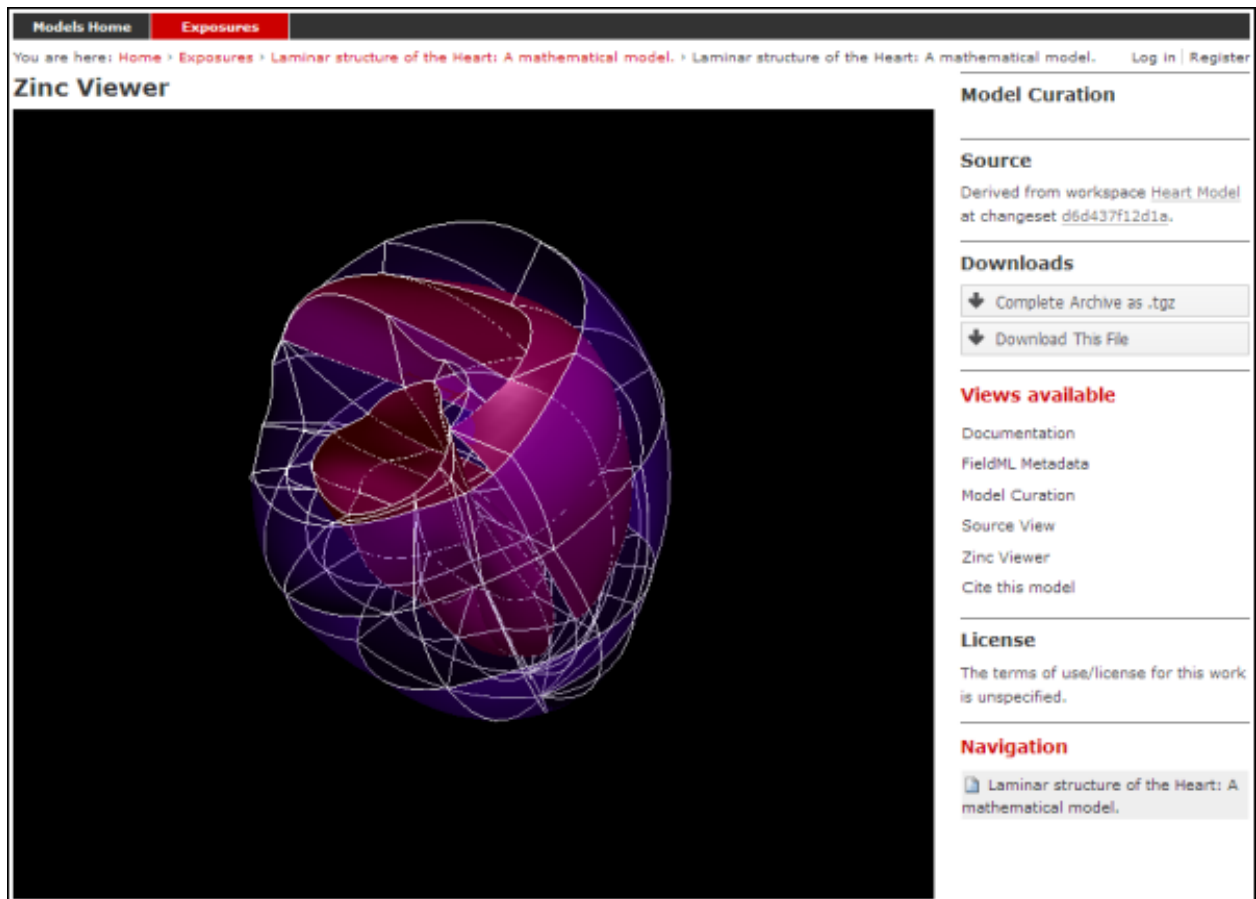 Models Home Exposures
You are here: Home › Exposures › Laminar structure of the Heart: A mathematical model. › Laminar structure of the Heart: A mathematical model. Log in | Register
Zinc Viewer
Model Curation
Source
Derived from workspace Heart Model
at changeset d6d437f12d1a.
Downloads
Complete Archive as .tgz
Download This File
Views available
Documentation
FieldML Metadata
Model Curation
Source View
Zinc Viewer
Cite this model
License
The terms of use/license for this work
is unspecified.
Navigation
Laminar structure of the Heart: A
mathematical model.